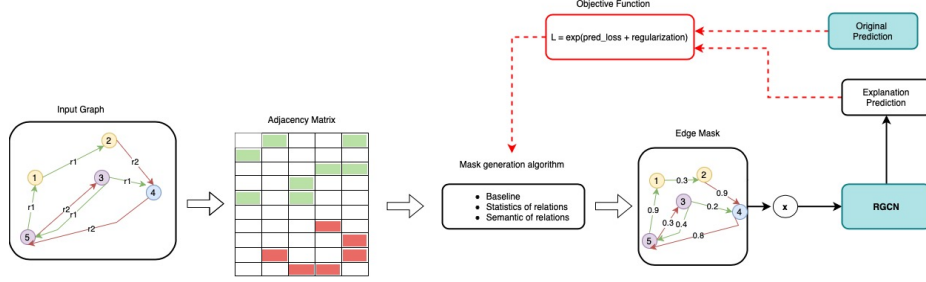 Objective Function
L = exp(pred_loss + regularization)
Original
Prediction
Explanation
Prediction
Input Graph
1
2
3
4
5
r1
r2
r1
r1
r2
r1
r2
Adjacency Matrix
Mask generation algorithm
Baseline
Statistics of relations
Semantic of relations
Edge Mask
1
2
3
4
5
0.3
0.9
0.2
0.9
0.3
0.4
0.8
x
RGCN